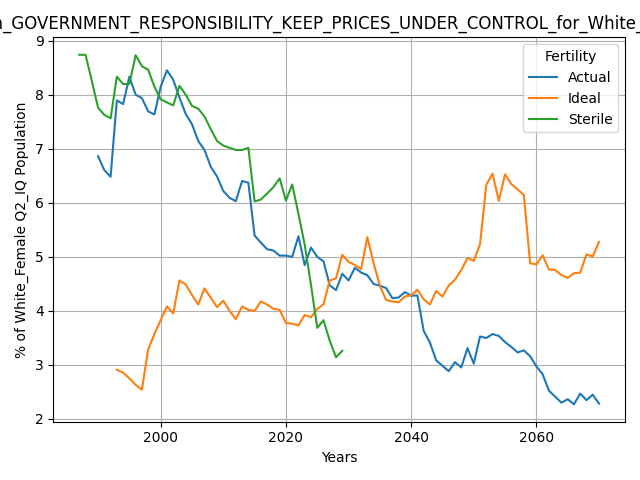 _GOVERNMENT_RESPONSIBILITY_KEEP_PRICES_UNDER_CONTROL_for_White_
Fertility
Actual
Ideal
Sterile
% of White_Female Q2_IQ Population
9
8
7
6
5
4
3
2
2000 2020 2040 2060
Years